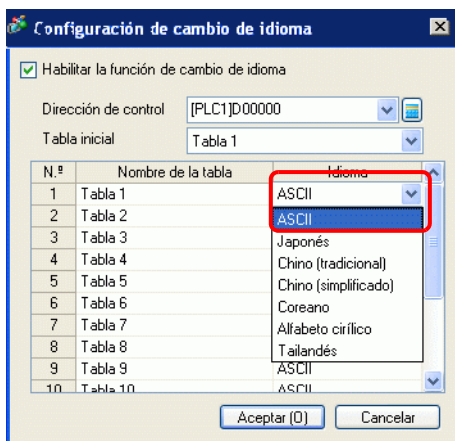 Configuración de cambio de idioma
Habilitar la función de cambio de idioma
Dirección de control [PLC1]D00000
Tabla inicial Tabla 1
N.º Nombre de la tabla Idioma
1 Tabla 1 ASCII
2 Tabla 2 ASCII
3 Tabla 3 Japonés
4 Tabla 4 Chino (tradicional)
5 Tabla 5 Chino (simplificado)
6 Tabla 6 Coreano
7 Tabla 7 Alfabeto cirílico
8 Tabla 8 Tailandés
9 Tabla 9 ASCII
10 Tabla 10 ASCII
Aceptar (O) Cancelar